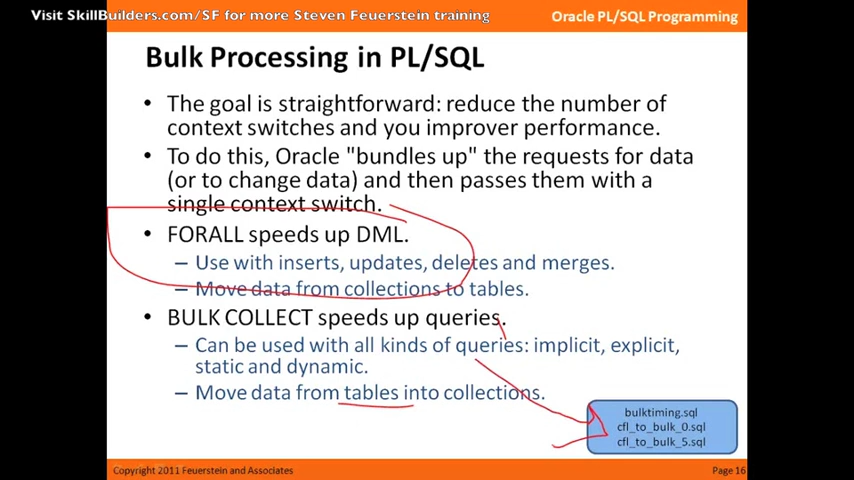 Visit SkillBuilders.com/SF for more Steven Feuerstein training
Oracle PL/SQL Programming
Bulk Processing in PL/SQL
• The goal is straightforward: reduce the number of
context switches and you improver performance.
• To do this, Oracle "bundles up" the requests for data
(or to change data) and then passes them with a
single context switch.
• FORALL speeds up DML.
– Use with inserts, updates, deletes and merges.
– Move data from collections to tables.
• BULK COLLECT speeds up queries.
– Can be used with all kinds of queries: implicit, explicit,
static and dynamic.
– Move data from tables into collections.
bulktiming.sql
cfl_to_bulk_0.sql
cfl_to_bulk_5.sql
Copyright 2011 Feuerstein and Associates
Page 16